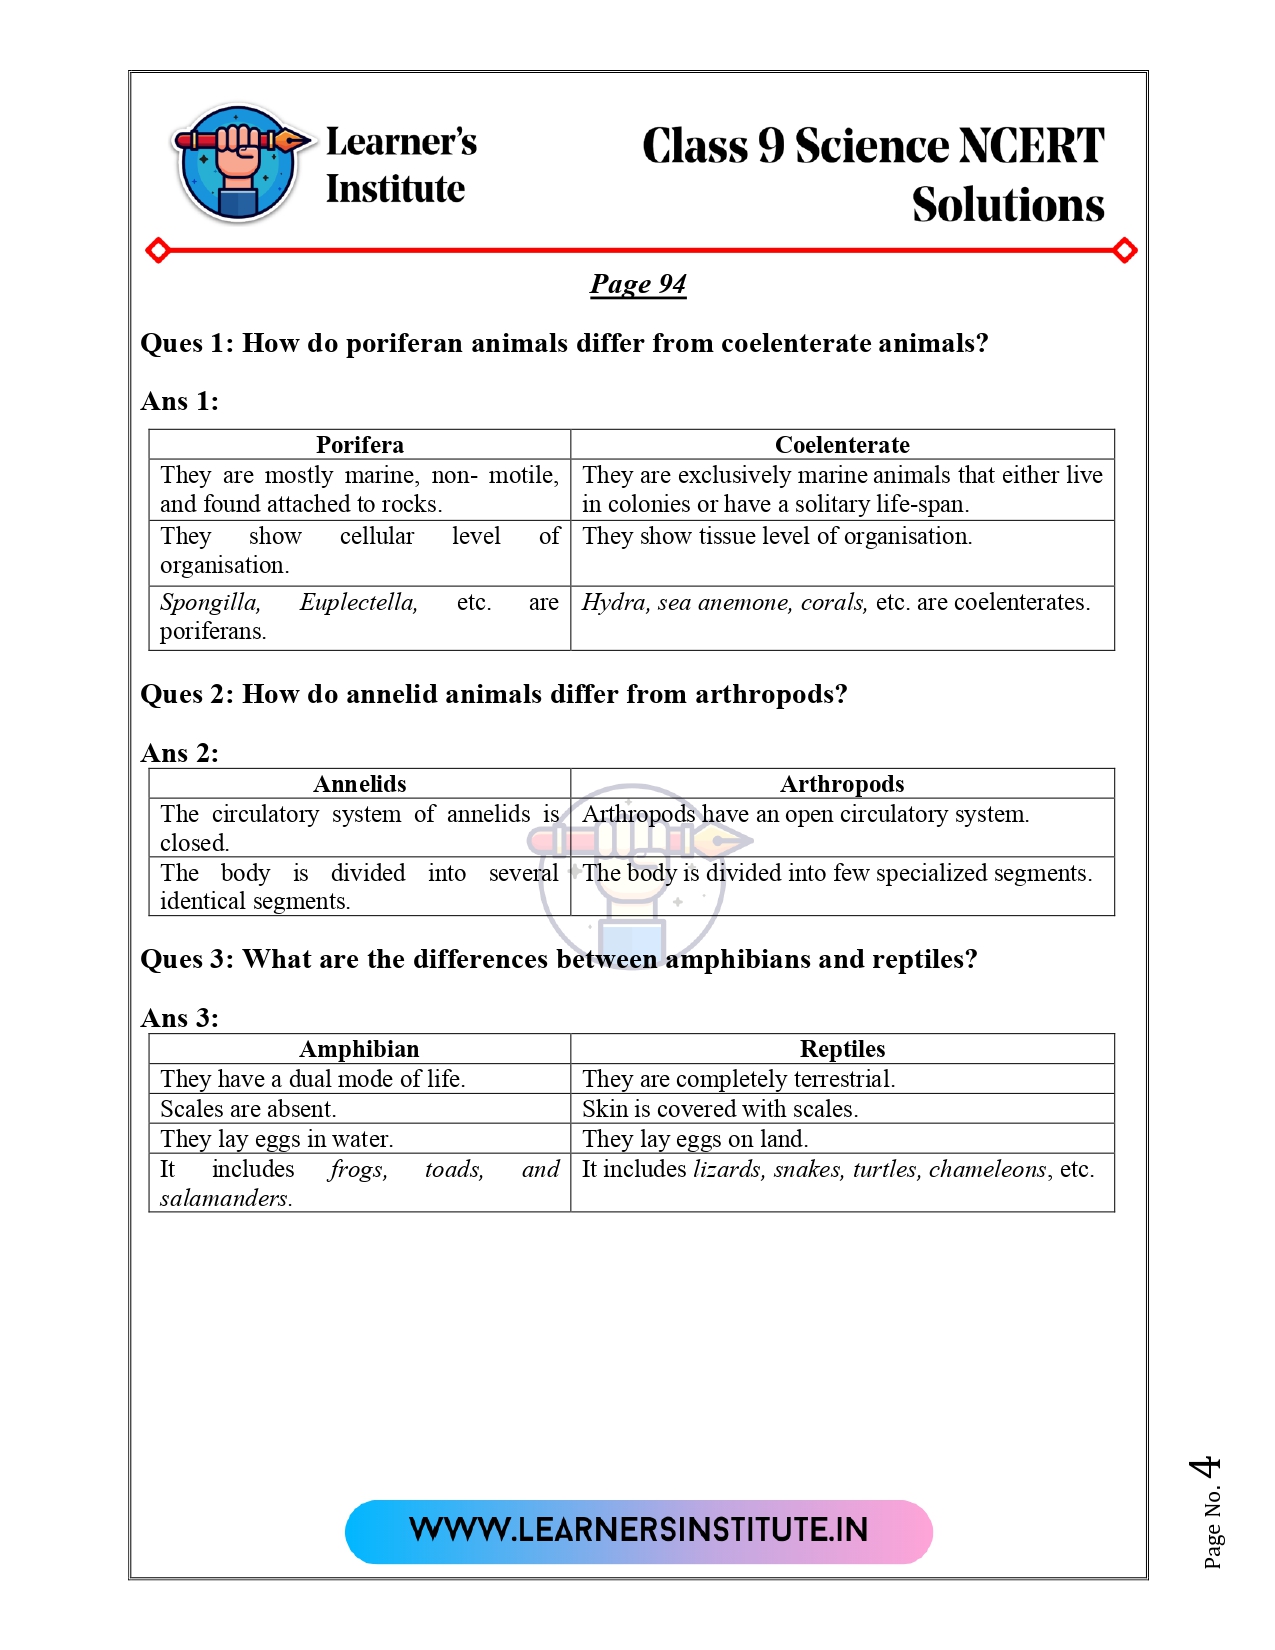 Learner's
Institute
Class 9 Science NCERT
Solutions
Page 94
Ques 1: How do poriferan animals differ from coelenterate animals?
Ans 1:
Porifera
Coelenterate
They are mostly marine, non- motile,
and found attached to rocks.
They are exclusively marine animals that either live
in colonies or have a solitary life-span.
They show cellular level of
organisation.
They show tissue level of organisation.
Spongilla, Euplectella, etc. are
poriferans.
Hydra, sea anemone, corals, etc. are coelenterates.
Ques 2: How do annelid animals differ from arthropods?
Ans 2:
Annelids
Arthropods
The circulatory system of annelids is
closed.
Arthropods have an open circulatory system.
The body is divided into several
identical segments.
The body is divided into few specialized segments.
Ques 3: What are the differences between amphibians and reptiles?
Ans 3:
Amphibian
Reptiles
They have a dual mode of life.
They are completely terrestrial.
Scales are absent.
Skin is covered with scales.
They lay eggs in water.
They lay eggs on land.
It includes frogs, toads, and
salamanders.
It includes lizards, snakes, turtles, chameleons, etc.
WWW.LEARNERSINSTITUTE.IN
Page No. 4